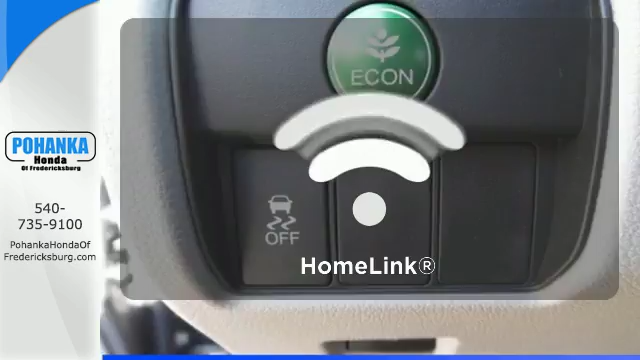 POHANKA
Honda
Of Fredericksburg
540-
735-9100
PohankaHondaOf
Fredericksburg.com
ECON
OFF
HomeLink®